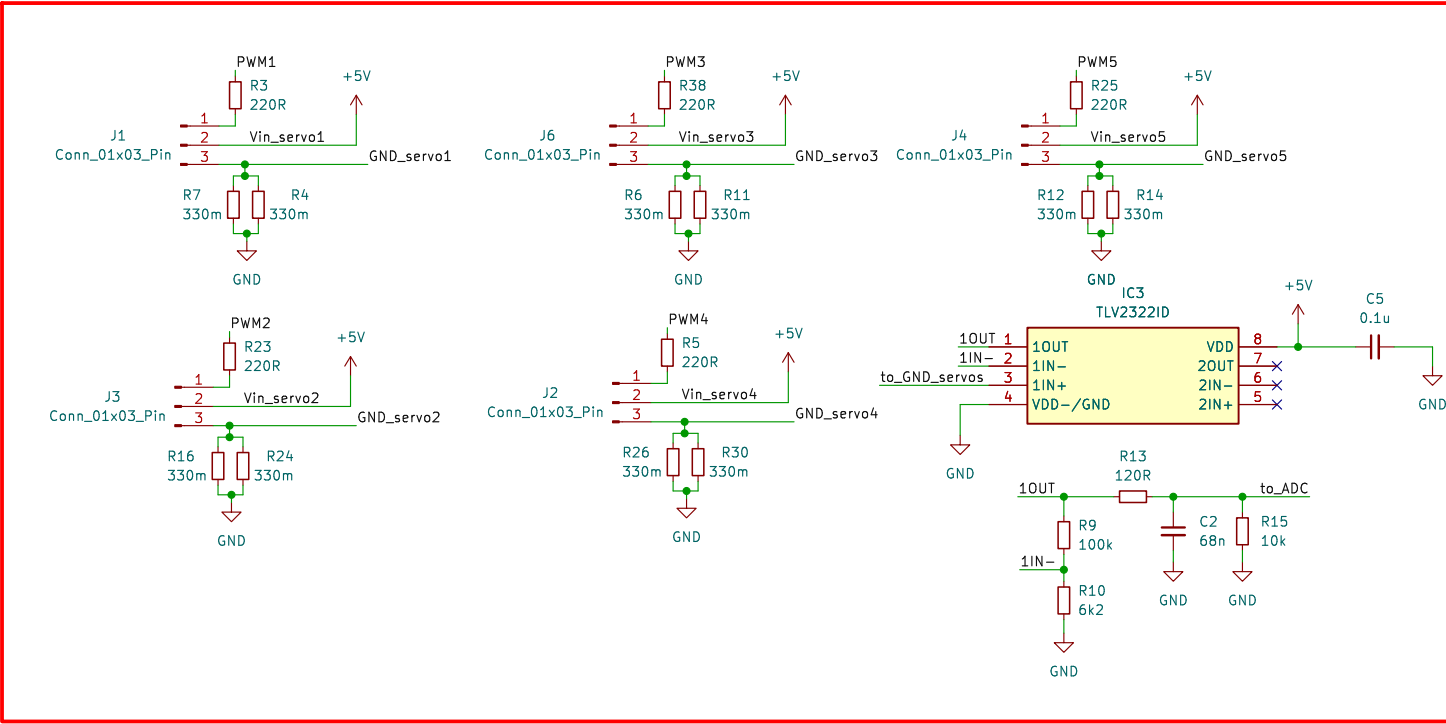 PWM1
R3
220R
+5V
J1
Conn_01x03_Pin
1
2
3
Vin_servo1
GND_servo1
R7
330m
R4
330m
GND
PWM3
R38
220R
+5V
J6
Conn_01x03_Pin
1
2
3
Vin_servo3
GND_servo3
R6
330m
R11
330m
GND
PWM5
R25
220R
+5V
J4
Conn_01x03_Pin
1
2
3
Vin_servo5
GND_servo5
R12
330m
R14
330m
GND
PWM2
R23
220R
+5V
J3
Conn_01x03_Pin
1
2
3
Vin_servo2
GND_servo2
R16
330m
R24
330m
GND
PWM4
R5
220R
+5V
J2
Conn_01x03_Pin
1
2
3
Vin_servo4
GND_servo4
R26
330m
R30
330m
GND
IC3
TLV2322ID
1OUT
1IN-
to_GND_servos
1
2
3
4
1OUT
1IN-
1IN+
VDD-/GND
VDD
2OUT
2IN-
2IN+
8
7
6
5
GND
+5V
C5
0.1u
GND
1OUT
R13
120R
to_ADC
R9
100k
1IN-
R10
6k2
GND
C2
68n
GND
R15
10k
GND